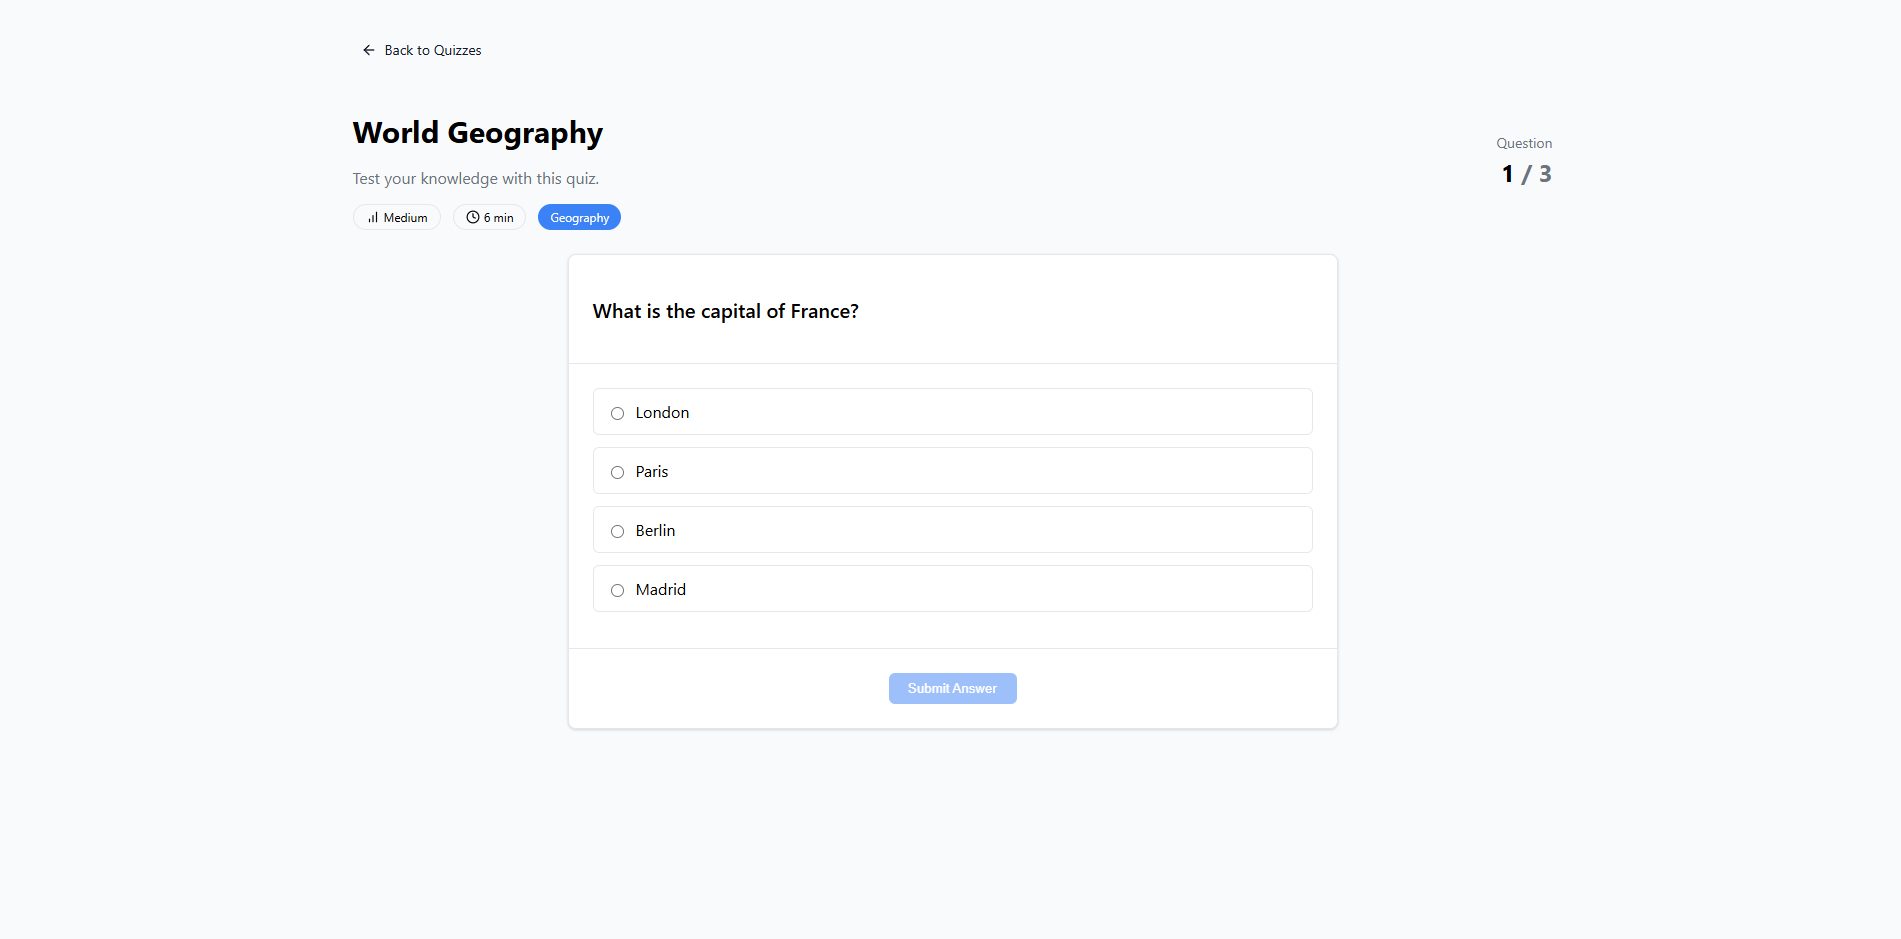 Back to Quizzes
World Geography
Test your knowledge with this quiz.
Medium
6 min
Geography
Question
1 / 3
What is the capital of France?
London
Paris
Berlin
Madrid
Submit Answer